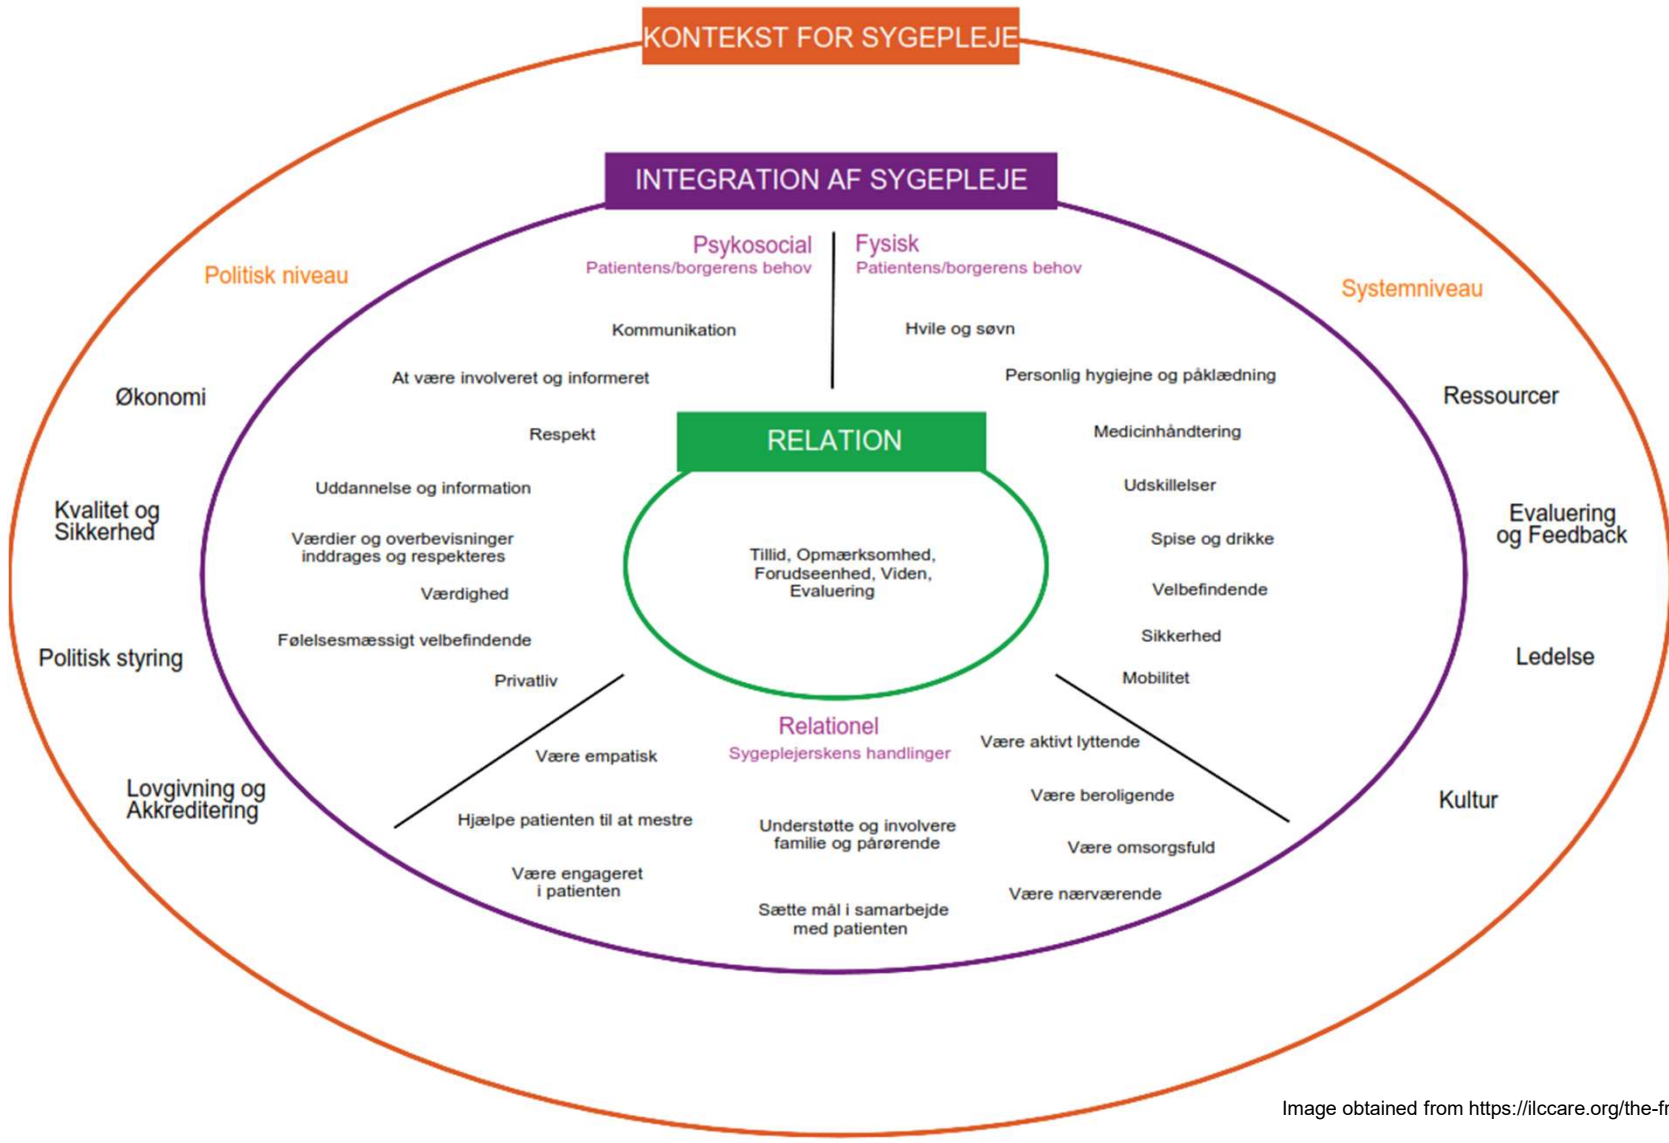 KONTEKST FOR SYGEPLEJE
INTEGRATION AF SYGEPLEJE
Psykosocial
Patientens/borgerens behov
Fysisk
Patientens/borgerens behov
Politisk niveau
Økonomi
Kvalitet og
Sikkerhed
Politisk styring
Lovgivning og
Akkreditering
Kommunikation
At være involveret og informeret
Respekt
Uddannelse og information
Værdier og overbevisninger
inddrages og respekteres
Værdighed
Følelsesmæssigt velbefindende
Privatliv
RELATION
Tillid, Opmærksomhed,
Forudseenhed, Viden,
Evaluering
Hvile og søvn
Personlig hygiejne og påklædning
Medicinhåndtering
Udskillelser
Spise og drikke
Velbefindende
Sikkerhed
Mobilitet
Systemniveau
Ressourcer
Evaluering
og Feedback
Ledelse
Kultur
Relationel
Sygeplejerskens handlinger
Være empatisk
Hjælpe patienten til at mestre
Være engageret
i patienten
Understøtte og involvere
familie og pårørende
Sætte mål i samarbejde
med patienten
Være aktivt lyttende
Være beroligende
Være omsorgsfuld
Være nærværende
Image obtained from https://ilccare.org/the-fr